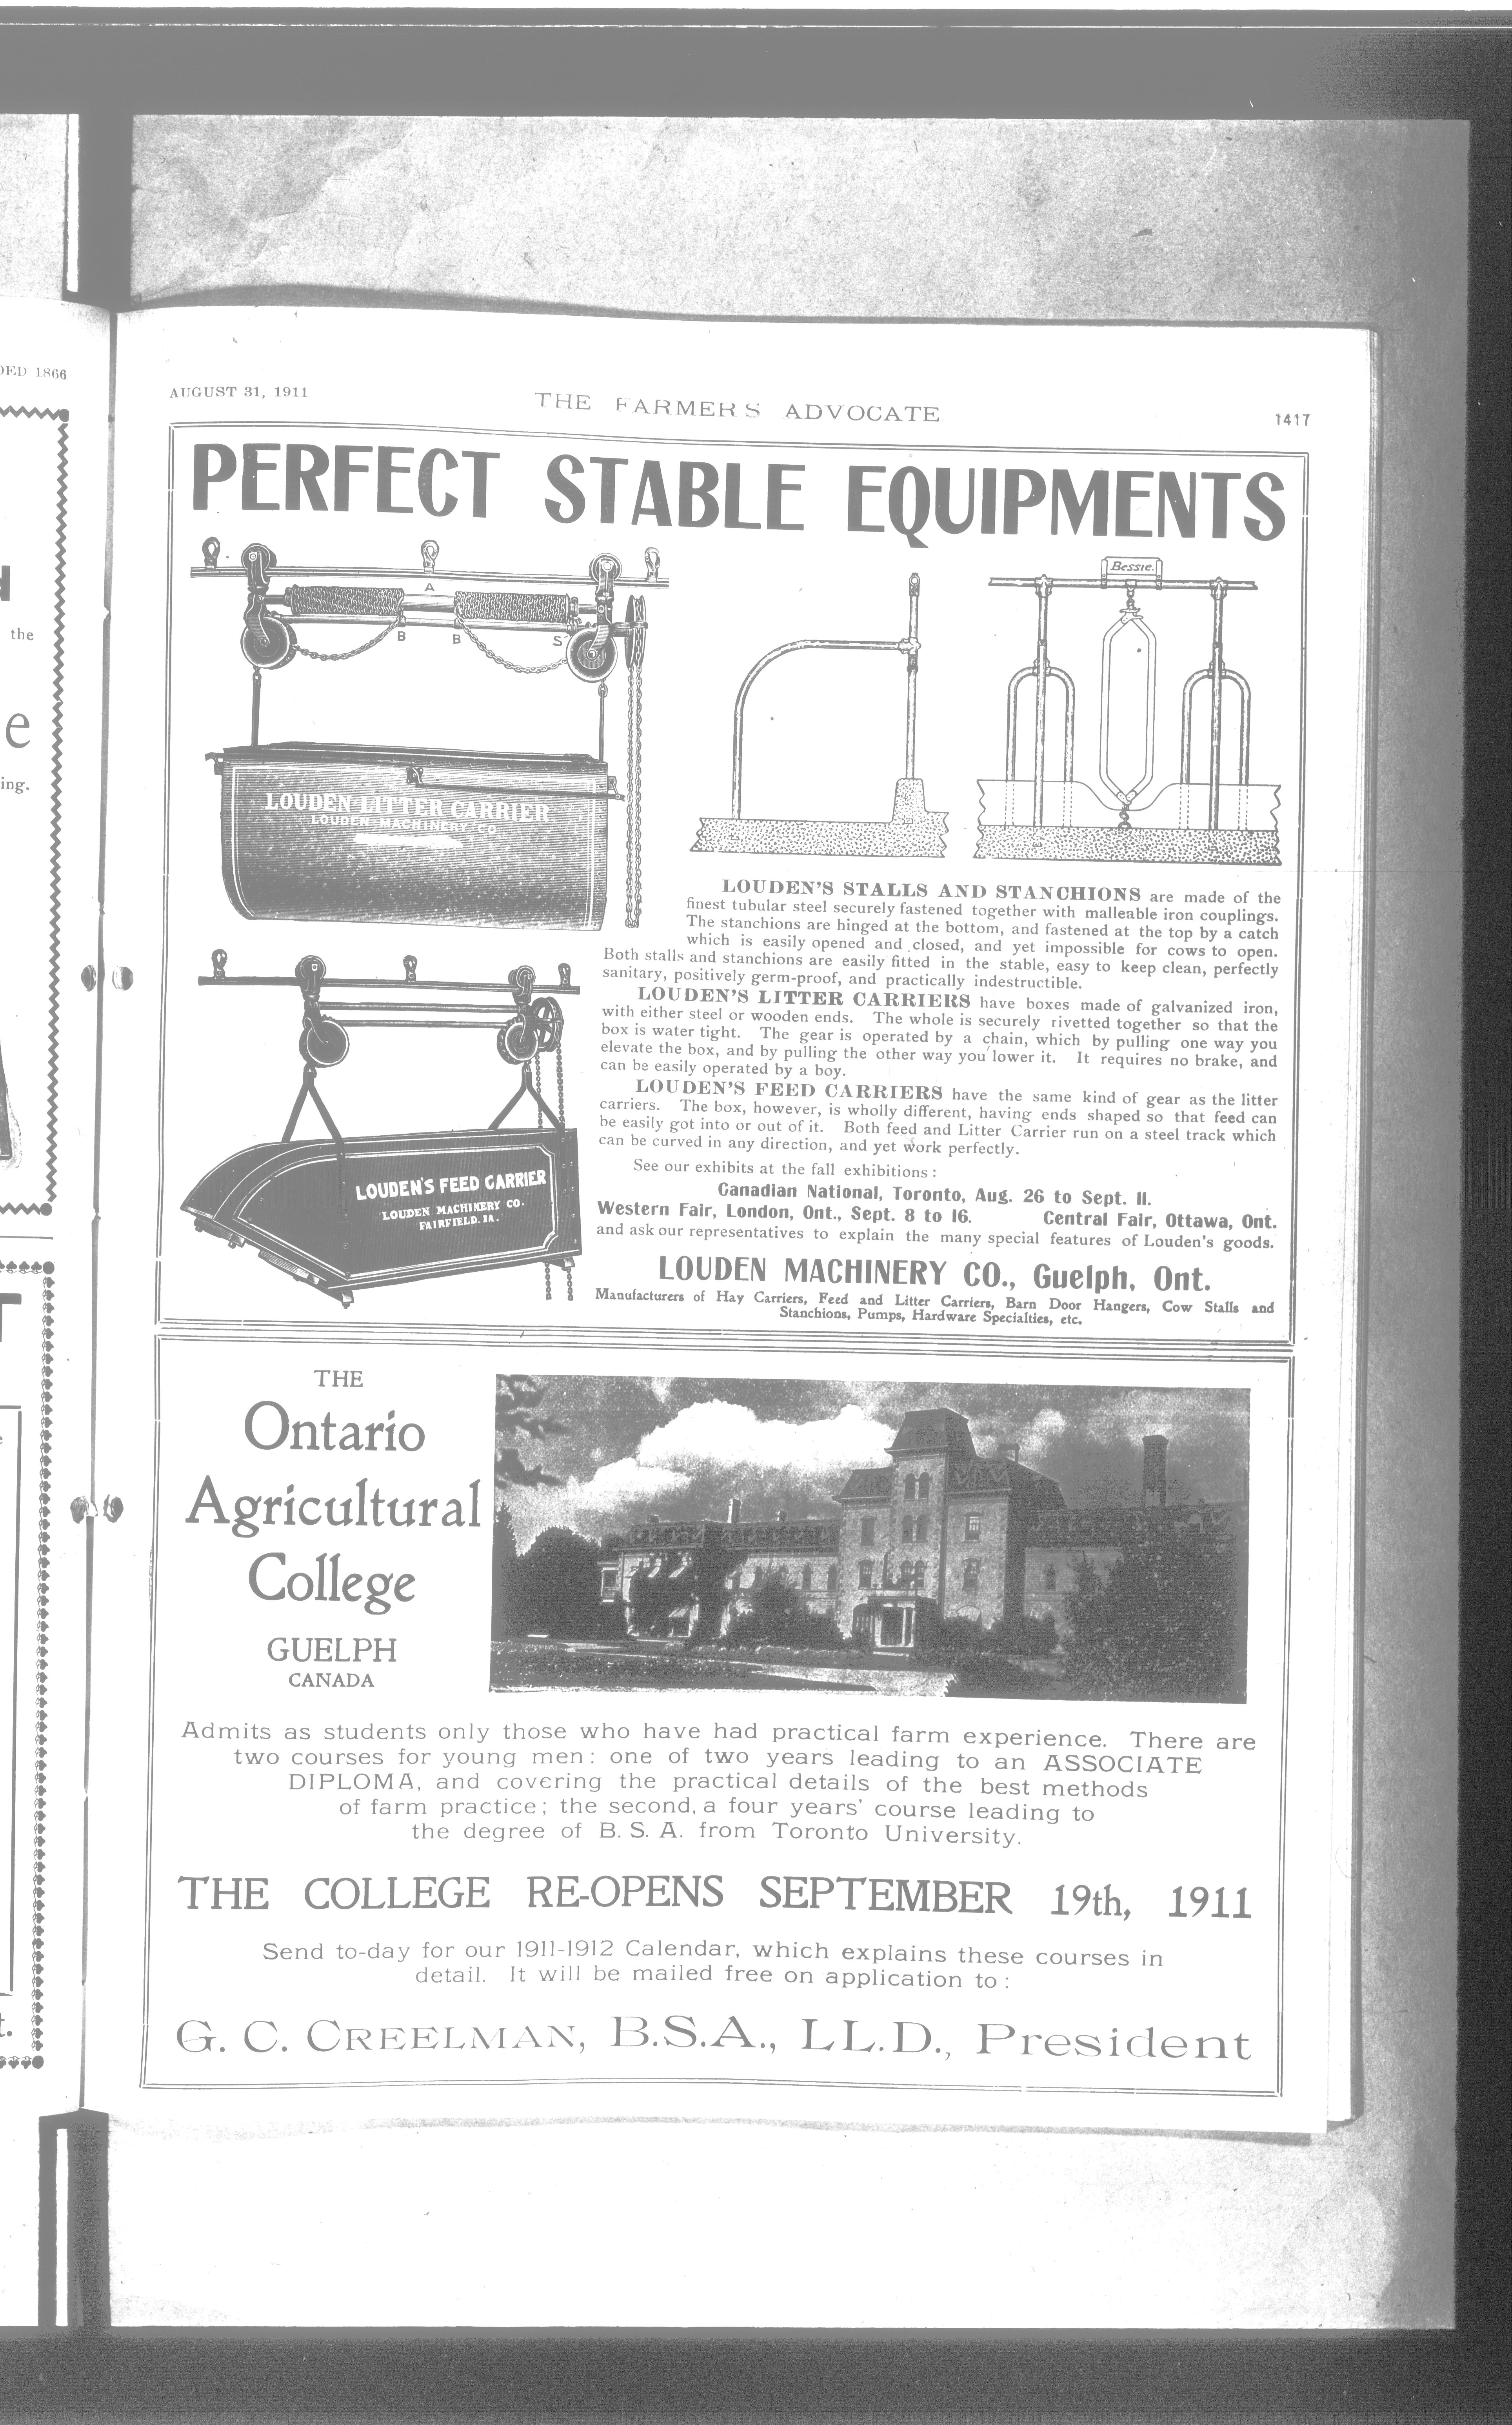 DED 1866
the
e
ing.
t.
AUGUST 31, 1911
THE FARMER'S ADVOCATE
1417
PERFECT STABLE EQUIPMENTS
A
B B S
LOUDEN LITTER CARRIER
LOUDEN MACHINERY CO
Bessie.
LOUDEN'S STALLS AND STANCHIONS are made of the
finest tubular steel securely fastened together with malleable iron couplings.
The stanchions are hinged at the bottom, and fastened at the top by a catch
which is easily opened and closed, and yet impossible for cows to open.
Both stalls and stanchions are easily fitted in the stable, easy to keep clean, perfectly
sanitary, positively germ-proof, and practically indestructible.
LOUDEN'S LITTER CARRIERS have boxes made of galvanized iron,
with either steel or wooden ends. The whole is securely rivetted together so that the
box is water tight. The gear is operated by a chain, which by pulling one way you
elevate the box, and by pulling the other way you lower it. It requires no brake, and
can be easily operated by a boy.
LOUDEN'S FEED CARRIERS have the same kind of gear as the litter
carriers. The box, however, is wholly different, having ends shaped so that feed can
be easily got into or out of it. Both feed and Litter Carrier run on a steel track which
can be curved in any direction, and yet work perfectly.
See our exhibits at the fall exhibitions :
Canadian National, Toronto, Aug. 26 to Sept. 11.
Western Fair, London, Ont., Sept. 8 to 16. Central Fair, Ottawa, Ont.
and ask our representatives to explain the many special features of Louden's goods.
LOUDEN MACHINERY CO., Guelph, Ont.
Manufacturers of Hay Carriers, Feed and Litter Carriers, Barn Door Hangers, Cow Stalls and
Stanchions, Pumps, Hardware Specialties, etc.
LOUDEN'S FEED CARRIER
LOUDEN MACHINERY CO.
FAIRFIELD. IA.
THE
Ontario
Agricultural
College
GUELPH
CANADA
Admits as students only those who have had practical farm experience. There are
two courses for young men: one of two years leading to an ASSOCIATE
DIPLOMA, and covering the practical details of the best methods
of farm practice; the second, a four years' course leading to
the degree of B. S. A. from Toronto University.
THE COLLEGE RE-OPENS SEPTEMBER 19th, 1911
Send to-day for our 1911-1912 Calendar, which explains these courses in
detail. It will be mailed free on application to :
G. C. CREELMAN, B.S.A., LL.D., President